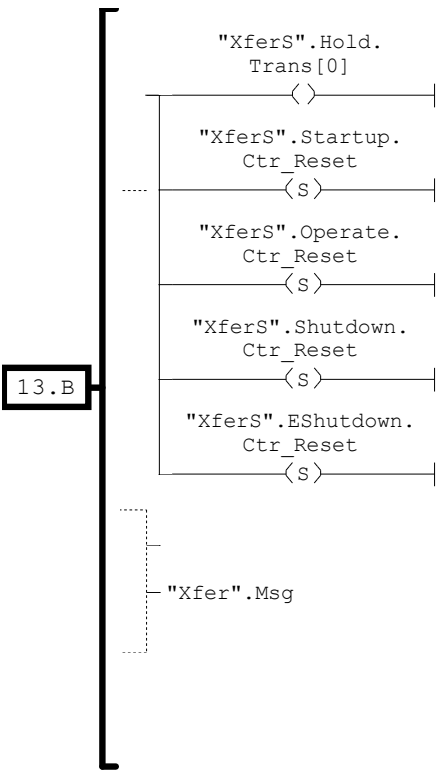 "XferS".Hold.
Trans[0]
( )
"XferS".Startup.
Ctr_Reset
(S)
"XferS".Operate.
Ctr_Reset
(S)
"XferS".Shutdown.
Ctr_Reset
(S)
13.B
"XferS".EShutdown.
Ctr_Reset
(S)
"Xfer".Msg